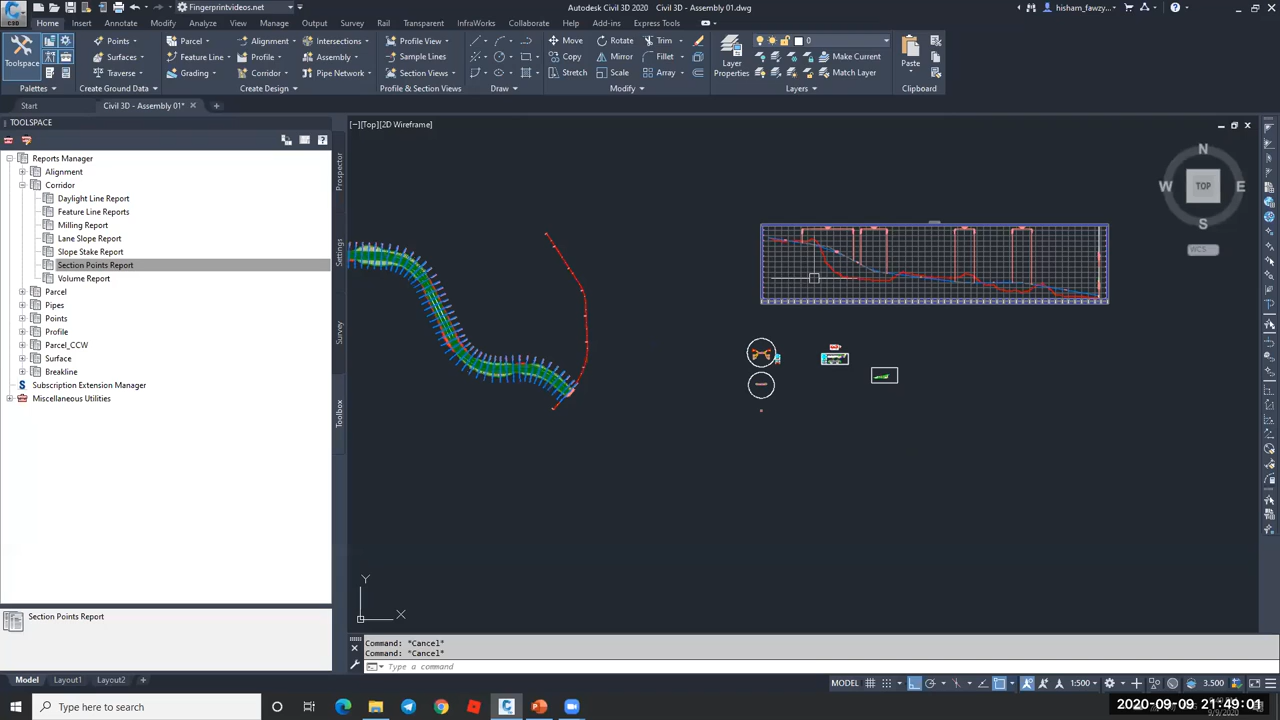 C3D
Fingerprintvideos.net
Autodesk Civil 3D 2020   Civil 3D - Assembly 01.dwg
hisham_fawzy...
Home Insert Annotate Modify Analyze View Manage Output Survey Rail Transparent InfraWorks Collaborate Help Add-ins Express Tools
Toolspace
Palettes
Points
Surfaces
Traverse
Create Ground Data
Parcel
Feature Line
Grading
Alignment
Profile
Corridor
Intersections
Assembly
Pipe Network
Create Design
Profile View
Sample Lines
Section Views
Profile & Section Views
Draw
Move
Copy
Stretch
Rotate
Mirror
Scale
Trim
Fillet
Array
Modify
Layer
Properties
0
Make Current
Match Layer
Layers
Paste
Clipboard
Start
Civil 3D - Assembly 01*
TOOLSPACE
Reports Manager
Alignment
Corridor
Daylight Line Report
Feature Line Reports
Milling Report
Lane Slope Report
Slope Stake Report
Section Points Report
Volume Report
Parcel
Pipes
Points
Profile
Parcel_CCW
Surface
Breakline
Subscription Extension Manager
Miscellaneous Utilities
Section Points Report
Prospector
Settings
Survey
Toolbox
[−][Top][2D Wireframe]
N
W TOP E
S
WCS
Y
X
Command: *Cancel*
Command: *Cancel*
Type a command
Model Layout1 Layout2
MODEL
1:500
3.500
Type here to search
2020-09-09 21:49:01